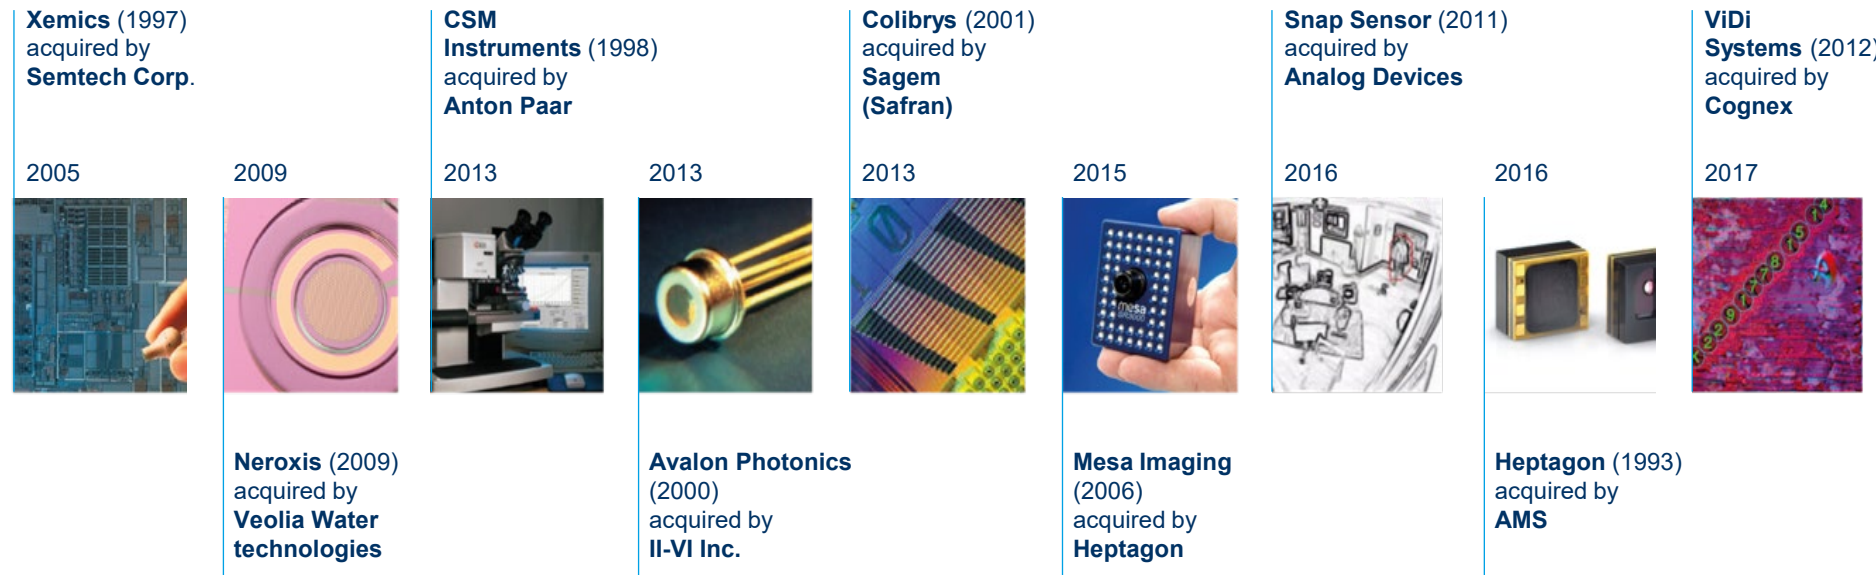 Xemics (1997)
acquired by
Semtech Corp.
2005
2009
Neroxis (2009)
acquired by
Veolia Water
technologies
CSM
Instruments (1998)
acquired by
Anton Paar
2013
2013
Avalon Photonics
(2000)
acquired by
II-VI Inc.
Colibrys (2001)
acquired by
Sagem
(Safran)
2013
2015
mesa
Mesa Imaging
(2006)
acquired by
Heptagon
Snap Sensor (2011)
acquired by
Analog Devices
2016
2016
Heptagon (1993)
acquired by
AMS
ViDi
Systems (2012)
acquired by
Cognex
2017